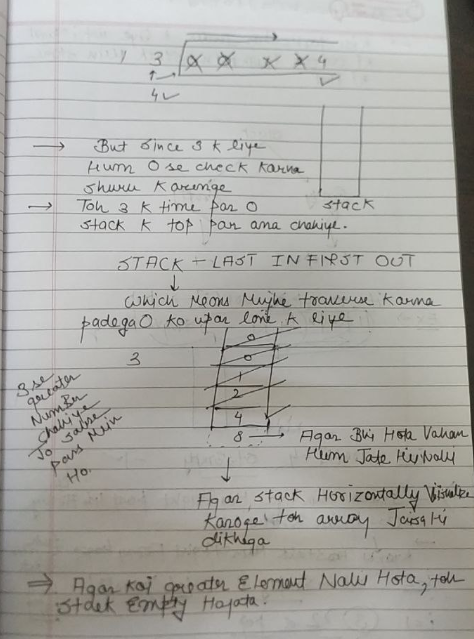 3 X X X X 4
4 ✓
→ But since 3 k liye
Hum 0 se check karna
shuru karenge
→ Toh 3 k time par 0
stack k top par ana chahiye.
stack
STACK - LAST IN FIRST OUT
↓
Which Means Mujhe traverse karna
padega 0 ko upar lane k liye
3
0
0
1
2
4
8 → Agar Bhi Hota Vahan
Hum Jate Hi Nahi
3 se
greater
Number
chahiye
Jo sabse
pass Mein
Ho.
↓
Agar stack Horizontally Visualize
Karoge toh array Jaisa Hi
dikhega
⇒ Agar koi greater Element Nahi Hota, toh
stack Empty Hojata.